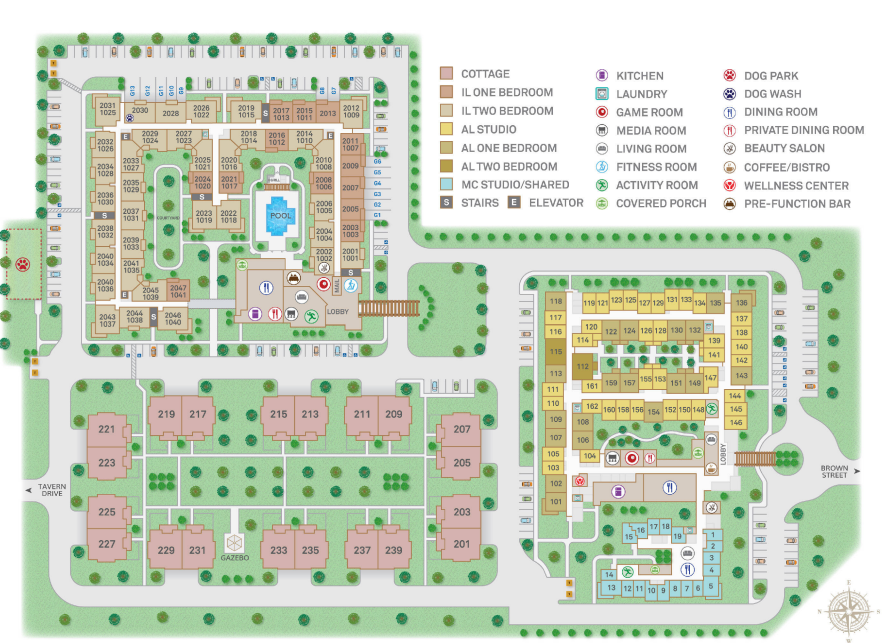 COTTAGE
IL ONE BEDROOM
IL TWO BEDROOM
AL STUDIO
AL ONE BEDROOM
AL TWO BEDROOM
MC STUDIO/SHARED
S STAIRS E ELEVATOR
KITCHEN
LAUNDRY
GAME ROOM
MEDIA ROOM
LIVING ROOM
FITNESS ROOM
ACTIVITY ROOM
COVERED PORCH
DOG PARK
DOG WASH
DINING ROOM
PRIVATE DINING ROOM
BEAUTY SALON
COFFEE/BISTRO
WELLNESS CENTER
PRE-FUNCTION BAR
G13 G12 G11 G10 G9 G8 G7
2031 1025
2030
2028
2026 1022
2019 1015
S
2017 1013
2015 1011
2013
2012 1009
E
2029 1024
2027 1023
2018 1014
2016 1012
2014 1010
E
2011 1007
2032 1026
2033 1027
2025 1021
2020 1016
2010 1008
2009
G6
G5
G4
G3
G2
G1
2034 1028
2035 1029
2024 1020
2021 1017
2008 1006
2007
2036 1030
2037 1031
S
2006 1005
2005
S
COURTYARD
2023 1019
2022 1018
POOL
2004 1004
2003 1003
2038 1032
2039 1033
2002 1002
2001 1001
2040 1034
2041 1035
S
2040 1036
E
2045 1039
2047 1041
MAIL
LOBBY
2043 1037
2044 1038
S
2046 1040
219
217
215
213
211
209
221
223
207
205
225
227
203
201
229
231
GAZEBO
233
235
237
239
TAVERN
DRIVE
118
119 121 123 125 127 129 131 133 134 135
136
117
116
120
114
122 124 126 128 130 132
137
138
139
140
141
143
115
112
113
161
159 157 155 153 151 149 147
111
110
162 160 158 156 154 152 150 148
144
145
146
109
108
107
106
105
104
103
102
101
LOBBY
BROWN
STREET
15 16 17 18 19
1
2
3
4
5
14
13 12 11 10 9 8 7 6
N
E
S
W